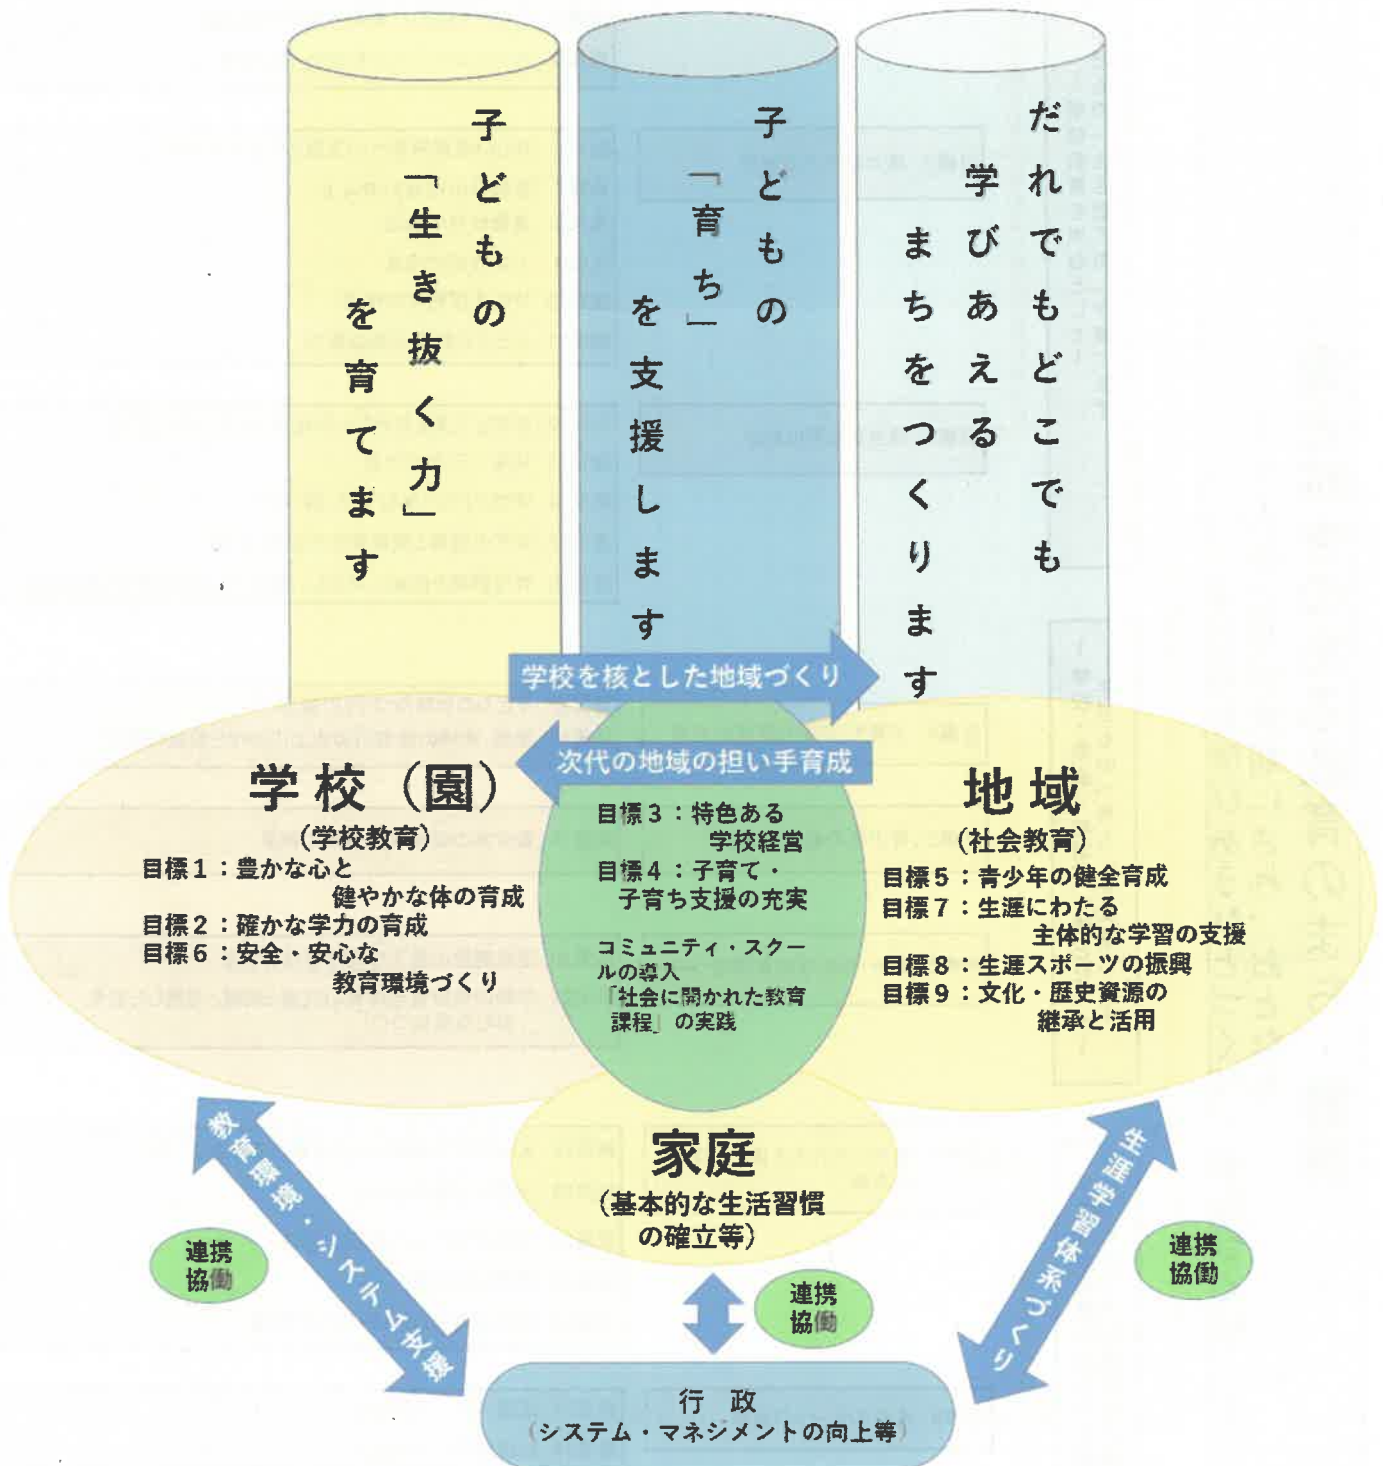 子どもの
「生き抜く力」
を育てます
子どもの
「育ち」
を支援します
だれでもどこでも
学びあえる
まちをつくります
学校を核とした地域づくり
次代の地域の担い手育成
学校（園）
(学校教育)
目標１：豊かな心と
健やかな体の育成
目標２：確かな学力の育成
目標６：安全・安心な
教育環境づくり
目標３：特色ある
学校経営
目標４：子育て・
子育ち支援の充実
コミュニティ・スクー
ルの導入
「社会に開かれた教育
課程」の実践
地域
(社会教育)
目標５：青少年の健全育成
目標７：生涯にわたる
主体的な学習の支援
目標８：生涯スポーツの振興
目標９：文化・歴史資源の
継承と活用
家庭
(基本的な生活習慣
の確立等)
教育環境・システム支援
連携
協働
連携
協働
生涯学習体系づくり
連携
協働
行　政
(システム・マネジメントの向上等)